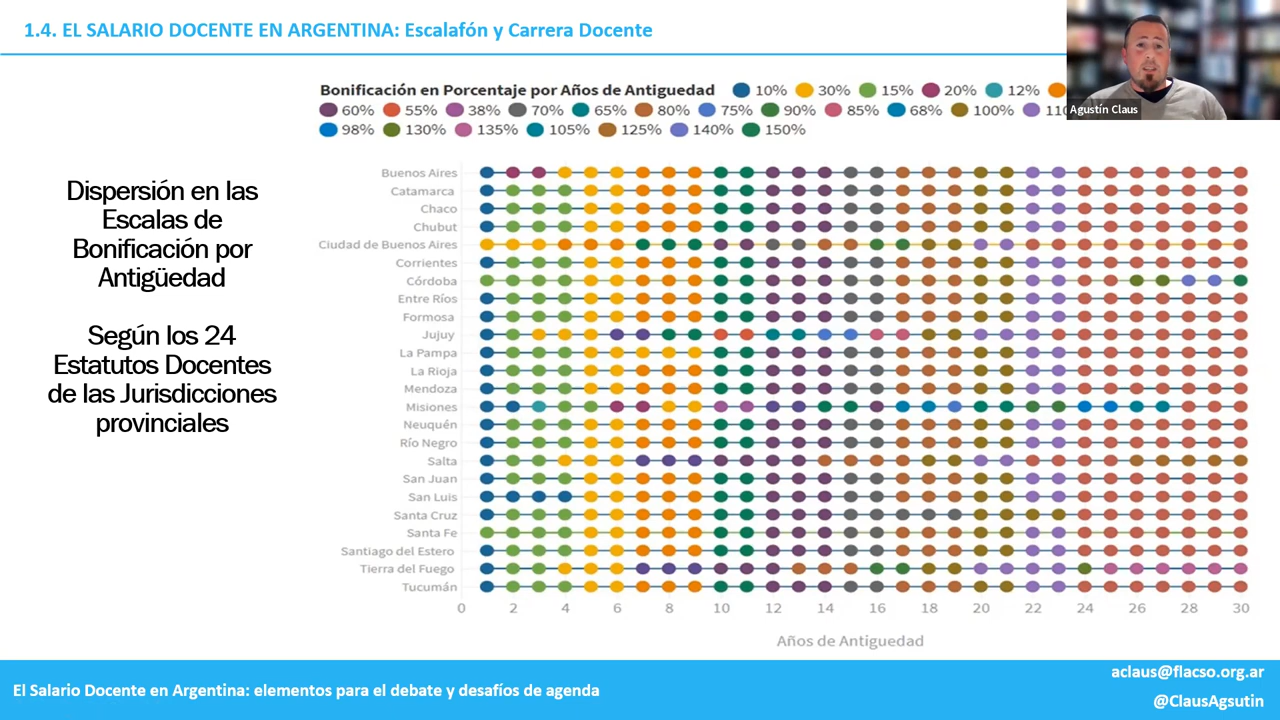 1.4. EL SALARIO DOCENTE EN ARGENTINA: Escalafón y Carrera Docente
Agustín Claus
Bonificación en Porcentaje por Años de Antiguedad 10% 30% 15% 20% 12%
60% 55% 38% 70% 65% 80% 75% 90% 85% 68% 100%
98% 130% 135% 105% 125% 140% 150%
Dispersión en las
Escalas de
Bonificación por
Antigüedad
Según los 24
Estatutos Docentes
de las Jurisdicciones
provinciales
Buenos Aires
Catamarca
Chaco
Chubut
Ciudad de Buenos Aires
Corrientes
Córdoba
Entre Ríos
Formosa
Jujuy
La Pampa
La Rioja
Mendoza
Misiones
Neuquén
Río Negro
Salta
San Juan
San Luis
Santa Cruz
Santa Fe
Santiago del Estero
Tierra del Fuego
Tucumán
0 2 4 6 8 10 12 14 16 18 20 22 24 26 28 30
Años de Antiguedad
El Salario Docente en Argentina: elementos para el debate y desafíos de agenda
aclaus@flacso.org.ar
@ClausAgsutin